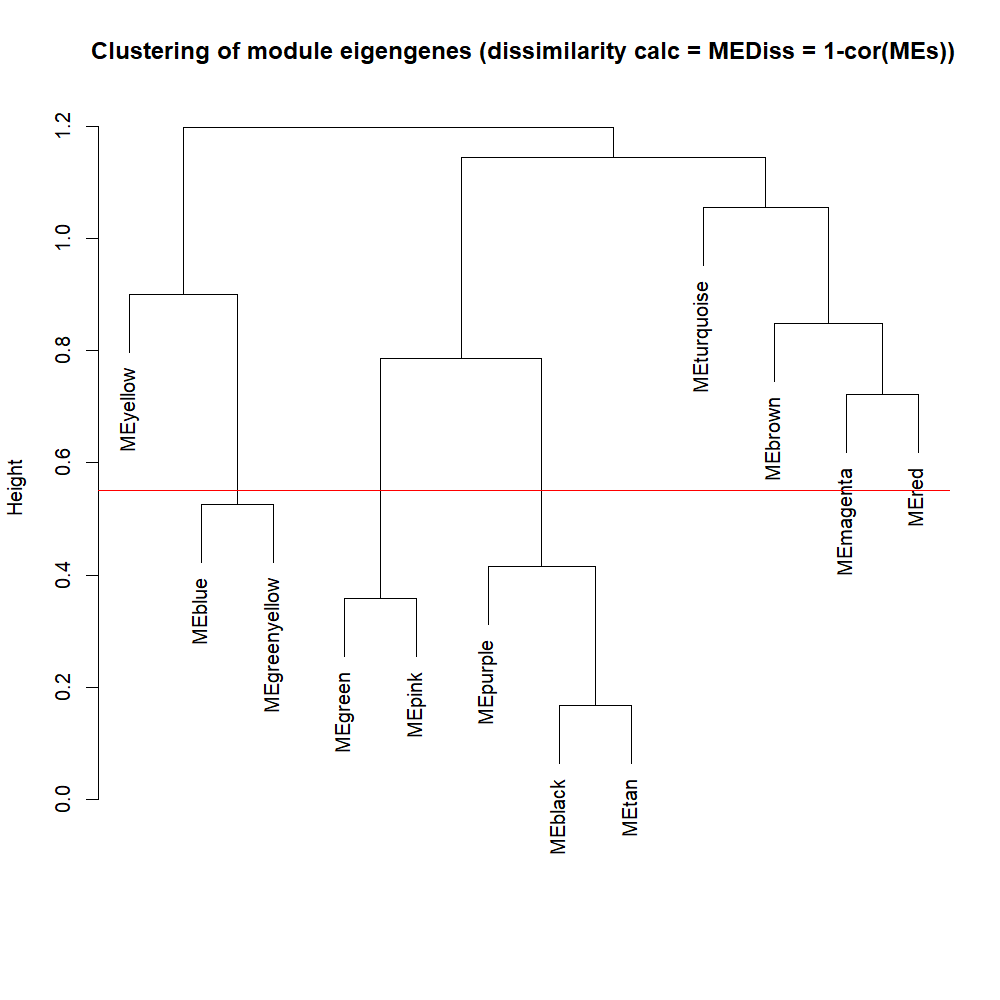 Clustering of module eigengenes (dissimilarity calc = MEDiss = 1-cor(MEs))
Height
1.2
1.0
0.8
0.6
0.4
0.2
0.0
MEyellow
MEblue
MEgreenyellow
MEgreen
MEpink
MEpurple
MEblack
MEtan
MEturquoise
MEbrown
MEmagenta
MEred